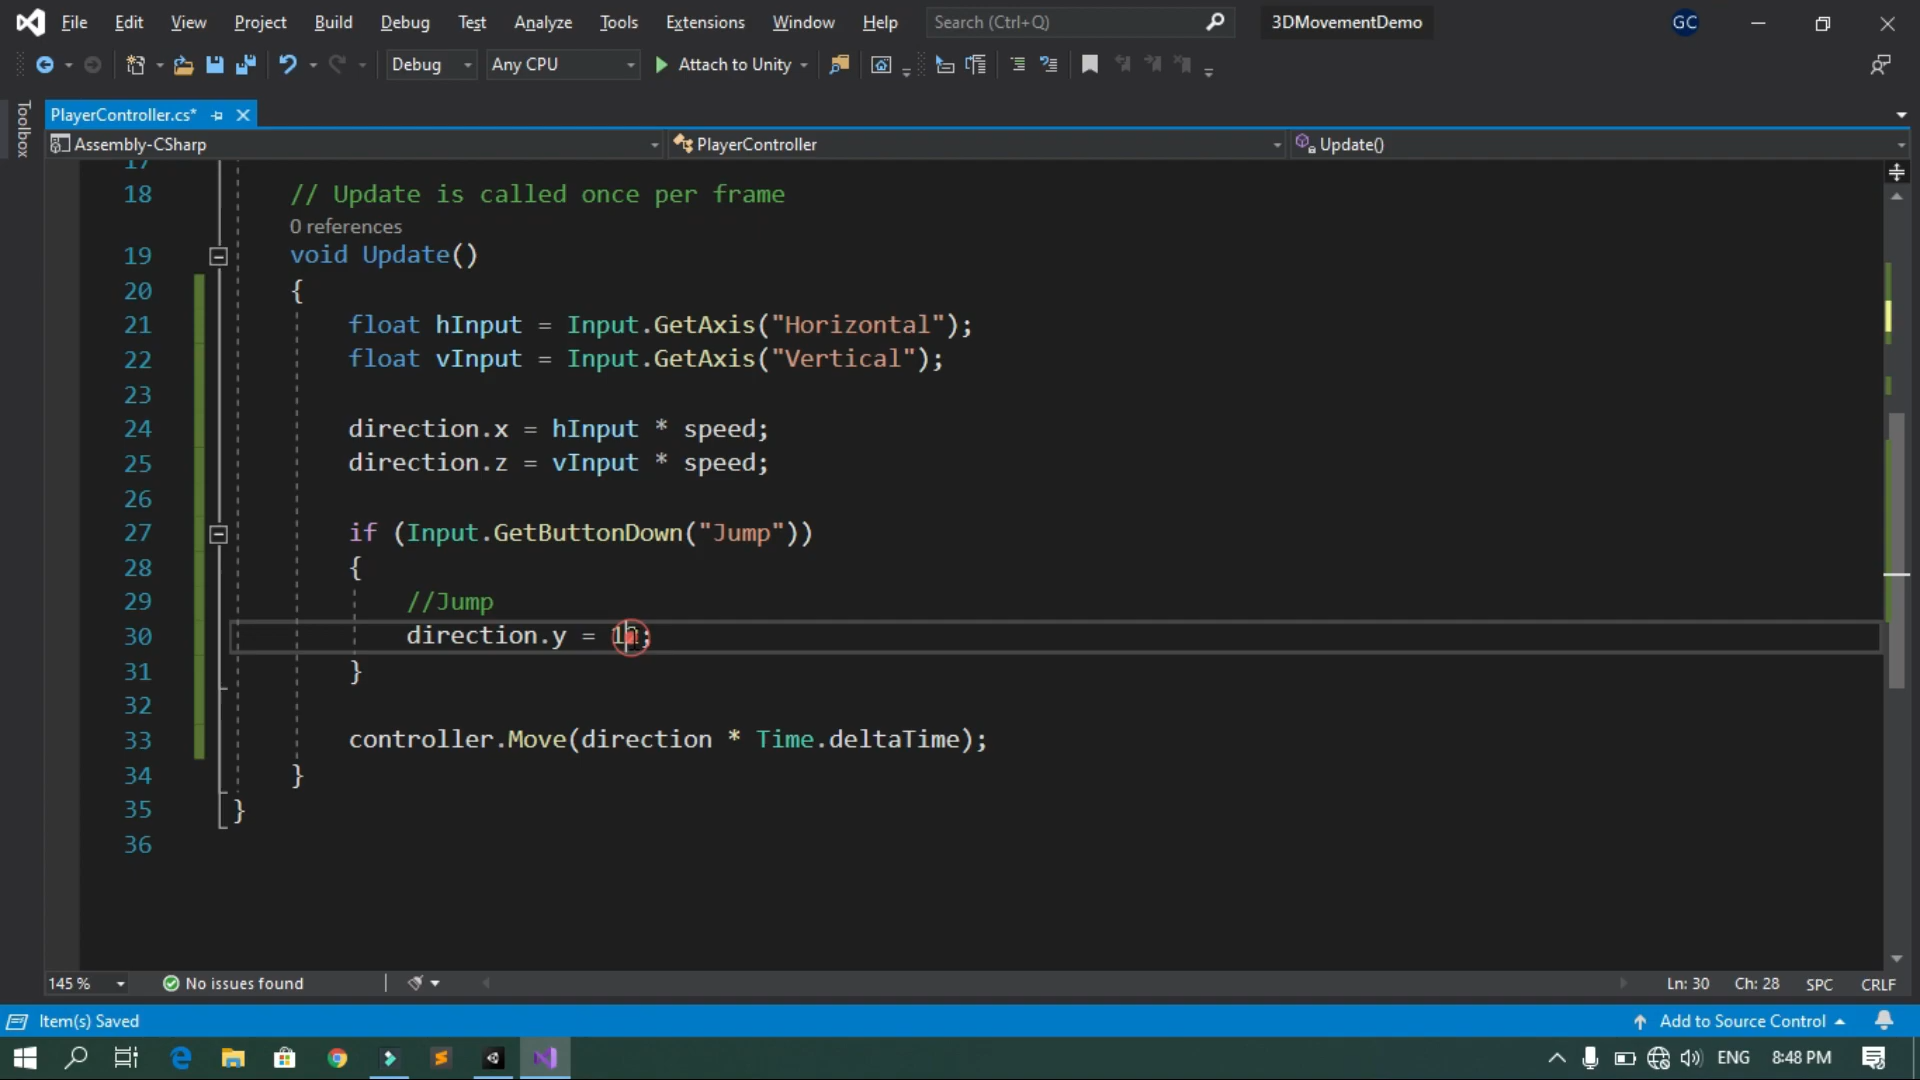 File Edit View Project Build Debug Test Analyze Tools Extensions Window Help Search (Ctrl+Q) 3DMovementDemo GC
Debug Any CPU Attach to Unity
Toolbox
PlayerController.cs*
Assembly-CSharp PlayerController Update()
17
18 // Update is called once per frame
0 references
19 void Update()
20 {
21 float hInput = Input.GetAxis("Horizontal");
22 float vInput = Input.GetAxis("Vertical");
23
24 direction.x = hInput * speed;
25 direction.z = vInput * speed;
26
27 if (Input.GetButtonDown("Jump"))
28 {
29 //Jump
30 direction.y = 10;
31 }
32
33 controller.Move(direction * Time.deltaTime);
34 }
35 }
36
145 % No issues found Ln: 30 Ch: 28 SPC CRLF
Item(s) Saved Add to Source Control
ENG 8:48 PM